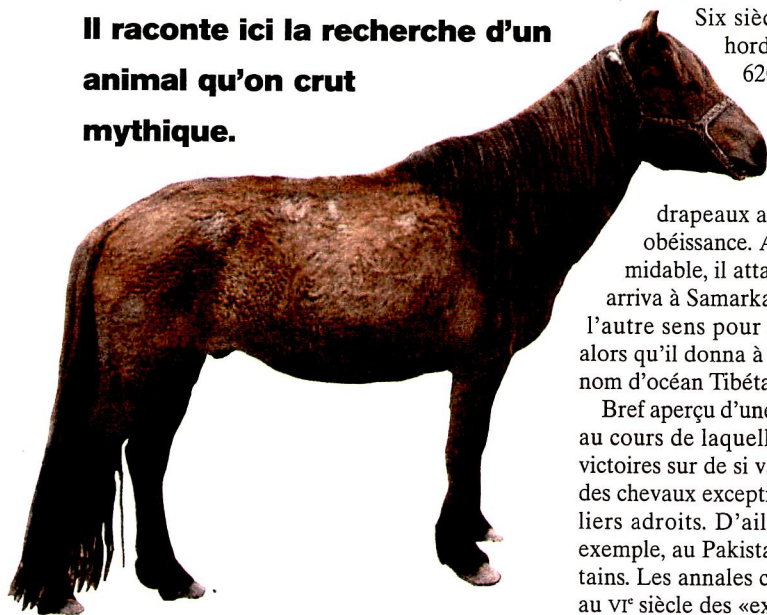 Il raconte ici la recherche d'un
animal qu'on crut
mythique.
Six siè
hord
62
drapeaux a
obéissance. A
midable, il atta
arriva à Samarka
l'autre sens pour
alors qu'il donna à
nom d'océan Tibéta
Bref aperçu d'une
au cours de laquell
victoires sur de si v
des chevaux excepti
liers adroits. D'ail
exemple, au Pakista
tains. Les annales c
au VIᵉ siècle des «ex